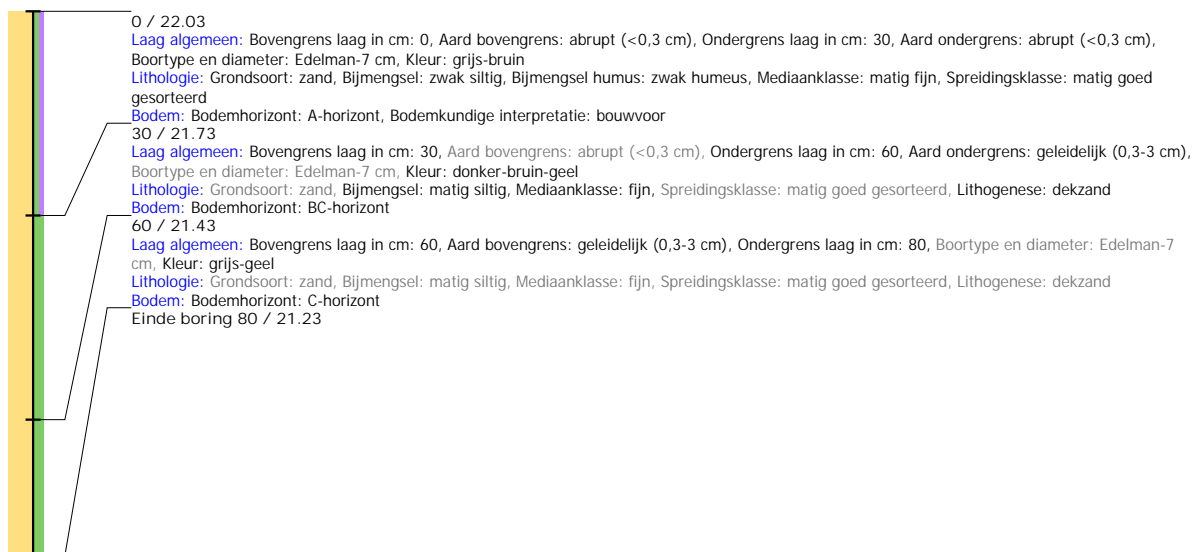 0 / 22.03
Laag algemeen: Bovengrens laag in cm: 0, Aard bovengrens: abrupt (<0,3 cm), Ondergrens laag in cm: 30, Aard ondergrens: abrupt (<0,3 cm),
Boortype en diameter: Edelman-7 cm, Kleur: grijs-bruin
Lithologie: Grondsoort: zand, Bijmengsel: zwak siltig, Bijmengsel humus: zwak humeus, Mediaanklasse: matig fijn, Spreidingsklasse: matig goed
gesorteerd
Bodem: Bodemhorizont: A-horizont, Bodemkundige interpretatie: bouwvoor
30 / 21.73
Laag algemeen: Bovengrens laag in cm: 30, Aard bovengrens: abrupt (<0,3 cm), Ondergrens laag in cm: 60, Aard ondergrens: geleidelijk (0,3-3 cm),
Boortype en diameter: Edelman-7 cm, Kleur: donker-bruin-geel
Lithologie: Grondsoort: zand, Bijmengsel: matig siltig, Mediaanklasse: fijn, Spreidingsklasse: matig goed gesorteerd, Lithogenese: dekzand
Bodem: Bodemhorizont: BC-horizont
60 / 21.43
Laag algemeen: Bovengrens laag in cm: 60, Aard bovengrens: geleidelijk (0,3-3 cm), Ondergrens laag in cm: 80, Boortype en diameter: Edelman-7
cm, Kleur: grijs-geel
Lithologie: Grondsoort: zand, Bijmengsel: matig siltig, Mediaanklasse: fijn, Spreidingsklasse: matig goed gesorteerd, Lithogenese: dekzand
Bodem: Bodemhorizont: C-horizont
Einde boring 80 / 21.23